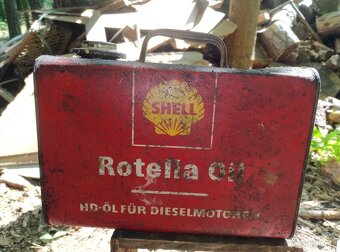 SHELL
Rotella Oil
HD-ÖL FÜR DIESELMOTOREN